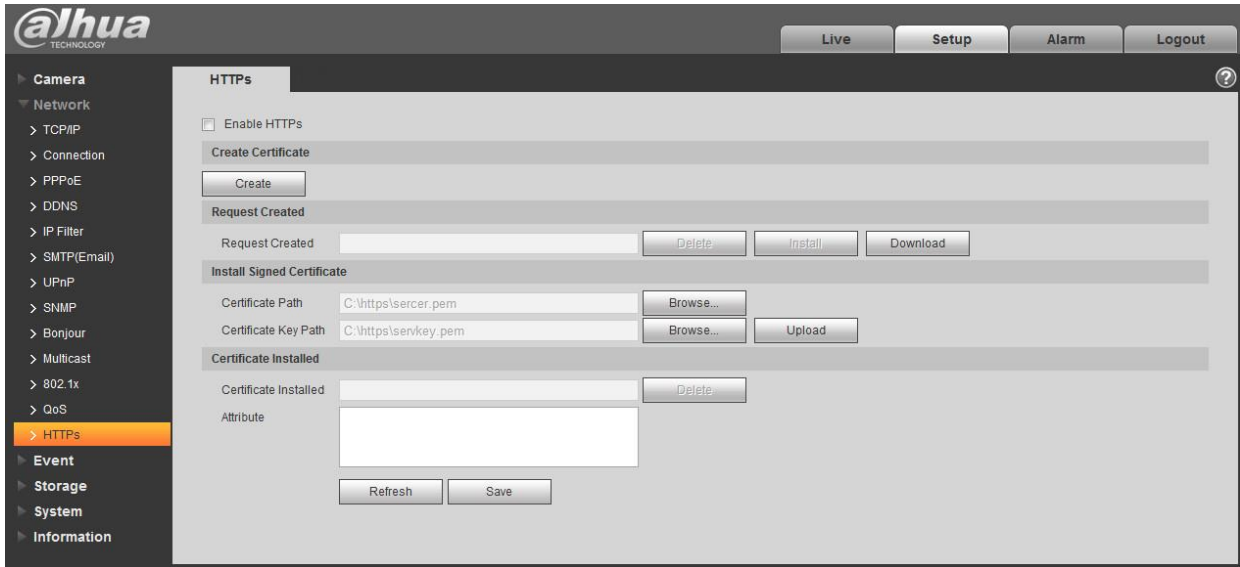 alhua
TECHNOLOGY
Live Setup Alarm Logout
Camera
Network
TCP/IP
Connection
PPPoE
DDNS
IP Filter
SMTP(Email)
UPnP
SNMP
Bonjour
Multicast
802.1x
QoS
HTTPs
Event
Storage
System
Information
HTTPs
?
Enable HTTPs
Create Certificate
Create
Request Created
Request Created Delete Install Download
Install Signed Certificate
Certificate Path C:\https\sercer.pem Browse...
Certificate Key Path C:\https\servkey.pem Browse... Upload
Certificate Installed
Certificate Installed Delete
Attribute
Refresh Save